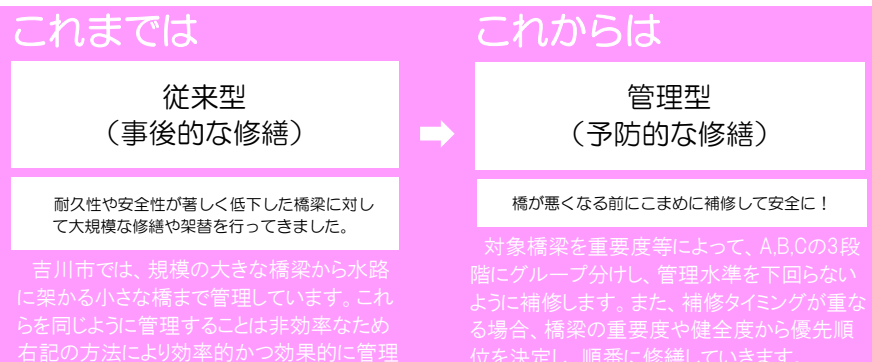 これまでは
従来型
（事後的な修繕）
耐久性や安全性が著しく低下した橋梁に対し
て大規模な修繕や架替を行ってきました。
吉川市では、規模の大きな橋梁から水路
に架かる小さな橋まで管理しています。これ
らを同じように管理することは非効率なため
右記の方法により効率的かつ効果的に管理
これからは
管理型
（予防的な修繕）
橋が悪くなる前にこまめに補修して安全に！
対象橋梁を重要度等によって、A,B,Cの3段
階にグループ分けし、管理水準を下回らない
ように補修します。また、補修タイミングが重な
る場合、橋梁の重要度や健全度から優先順
位を決定し、順番に修繕していきます。